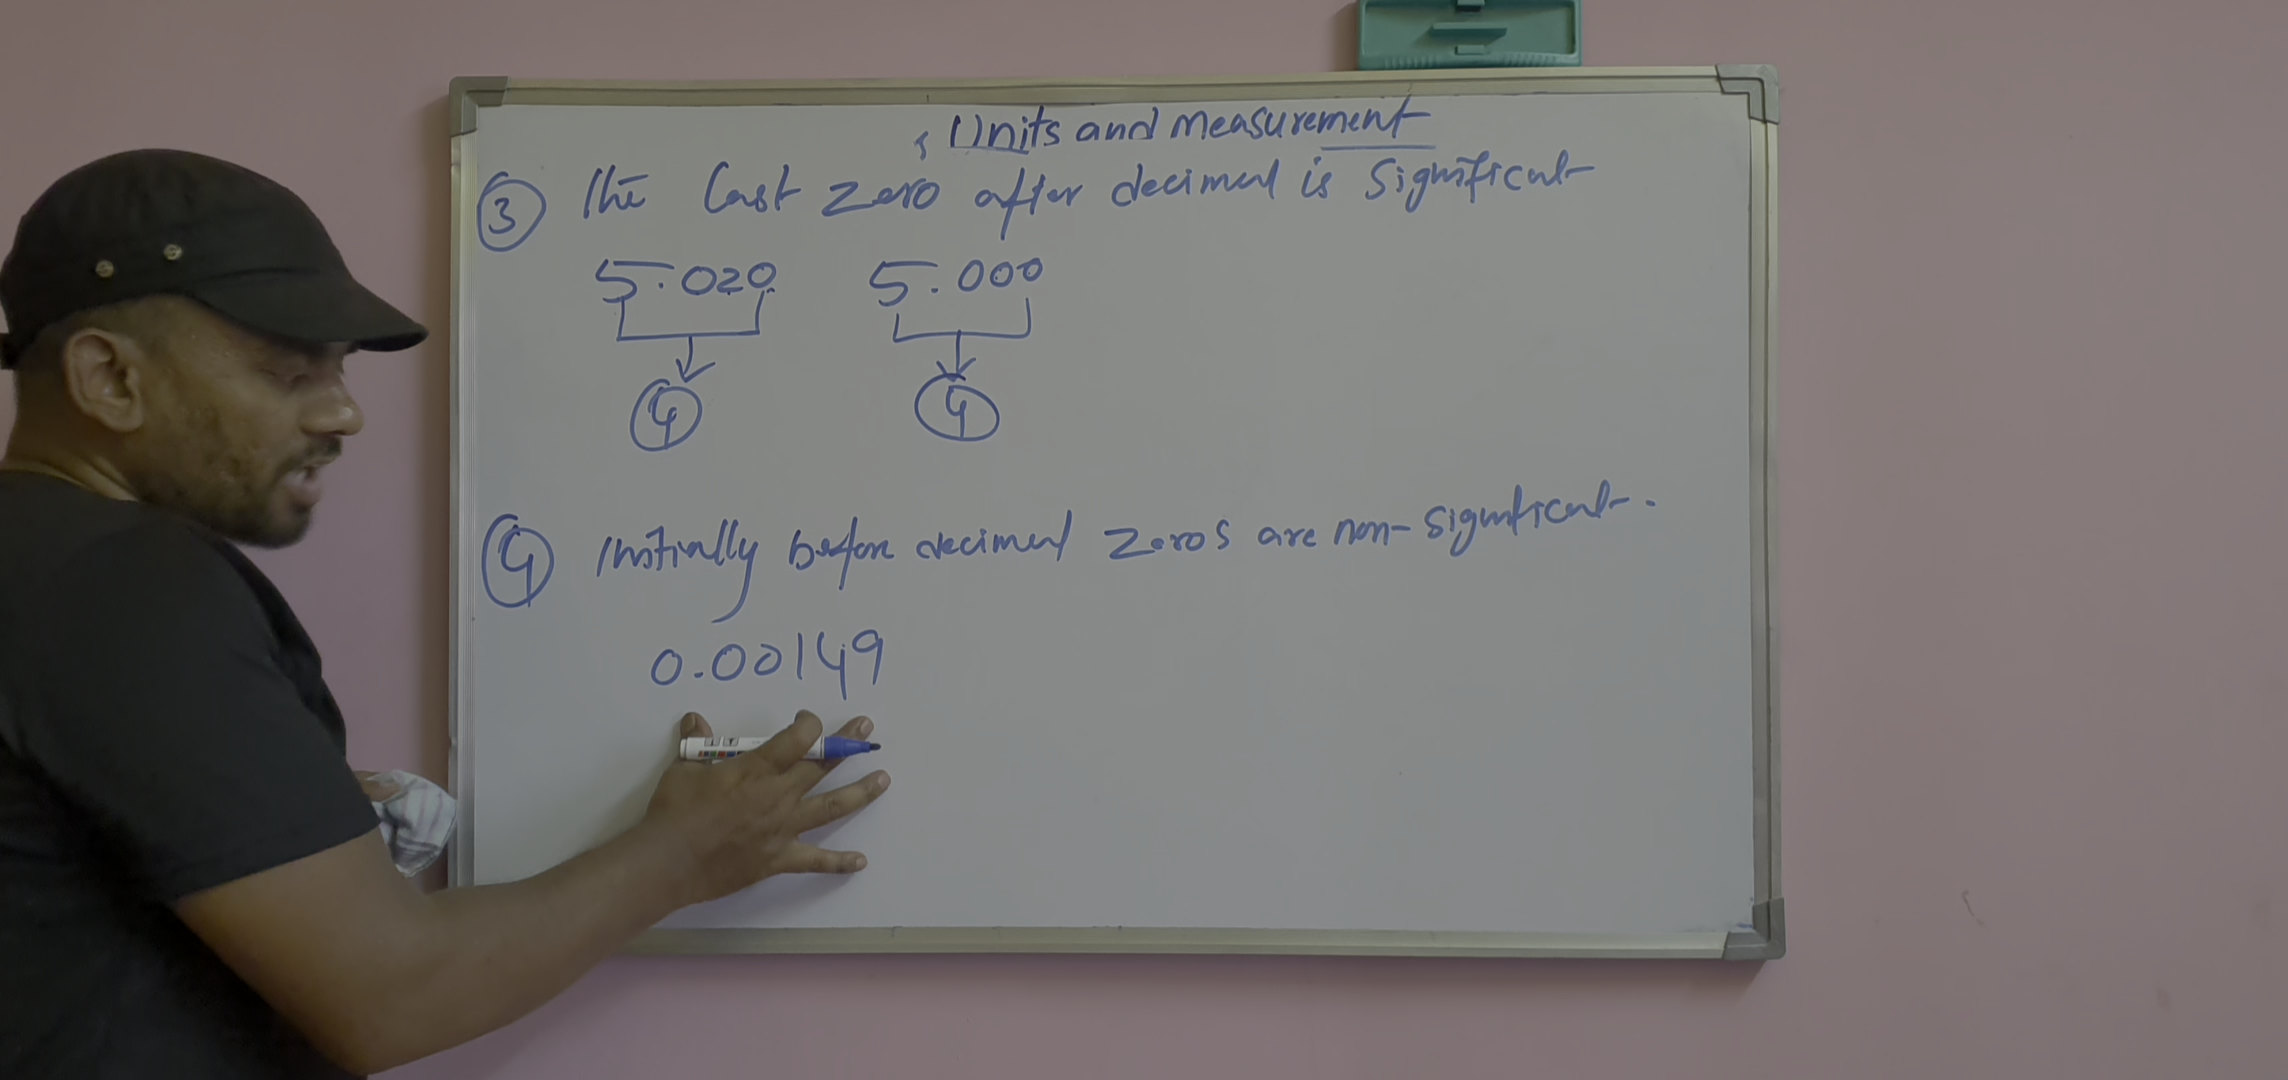 Units and measurement
3 The Last Zero after decimal is Significant
5.020 5.000
4 4
4 Initially before decimal Zeros are non-significant.
0.00149